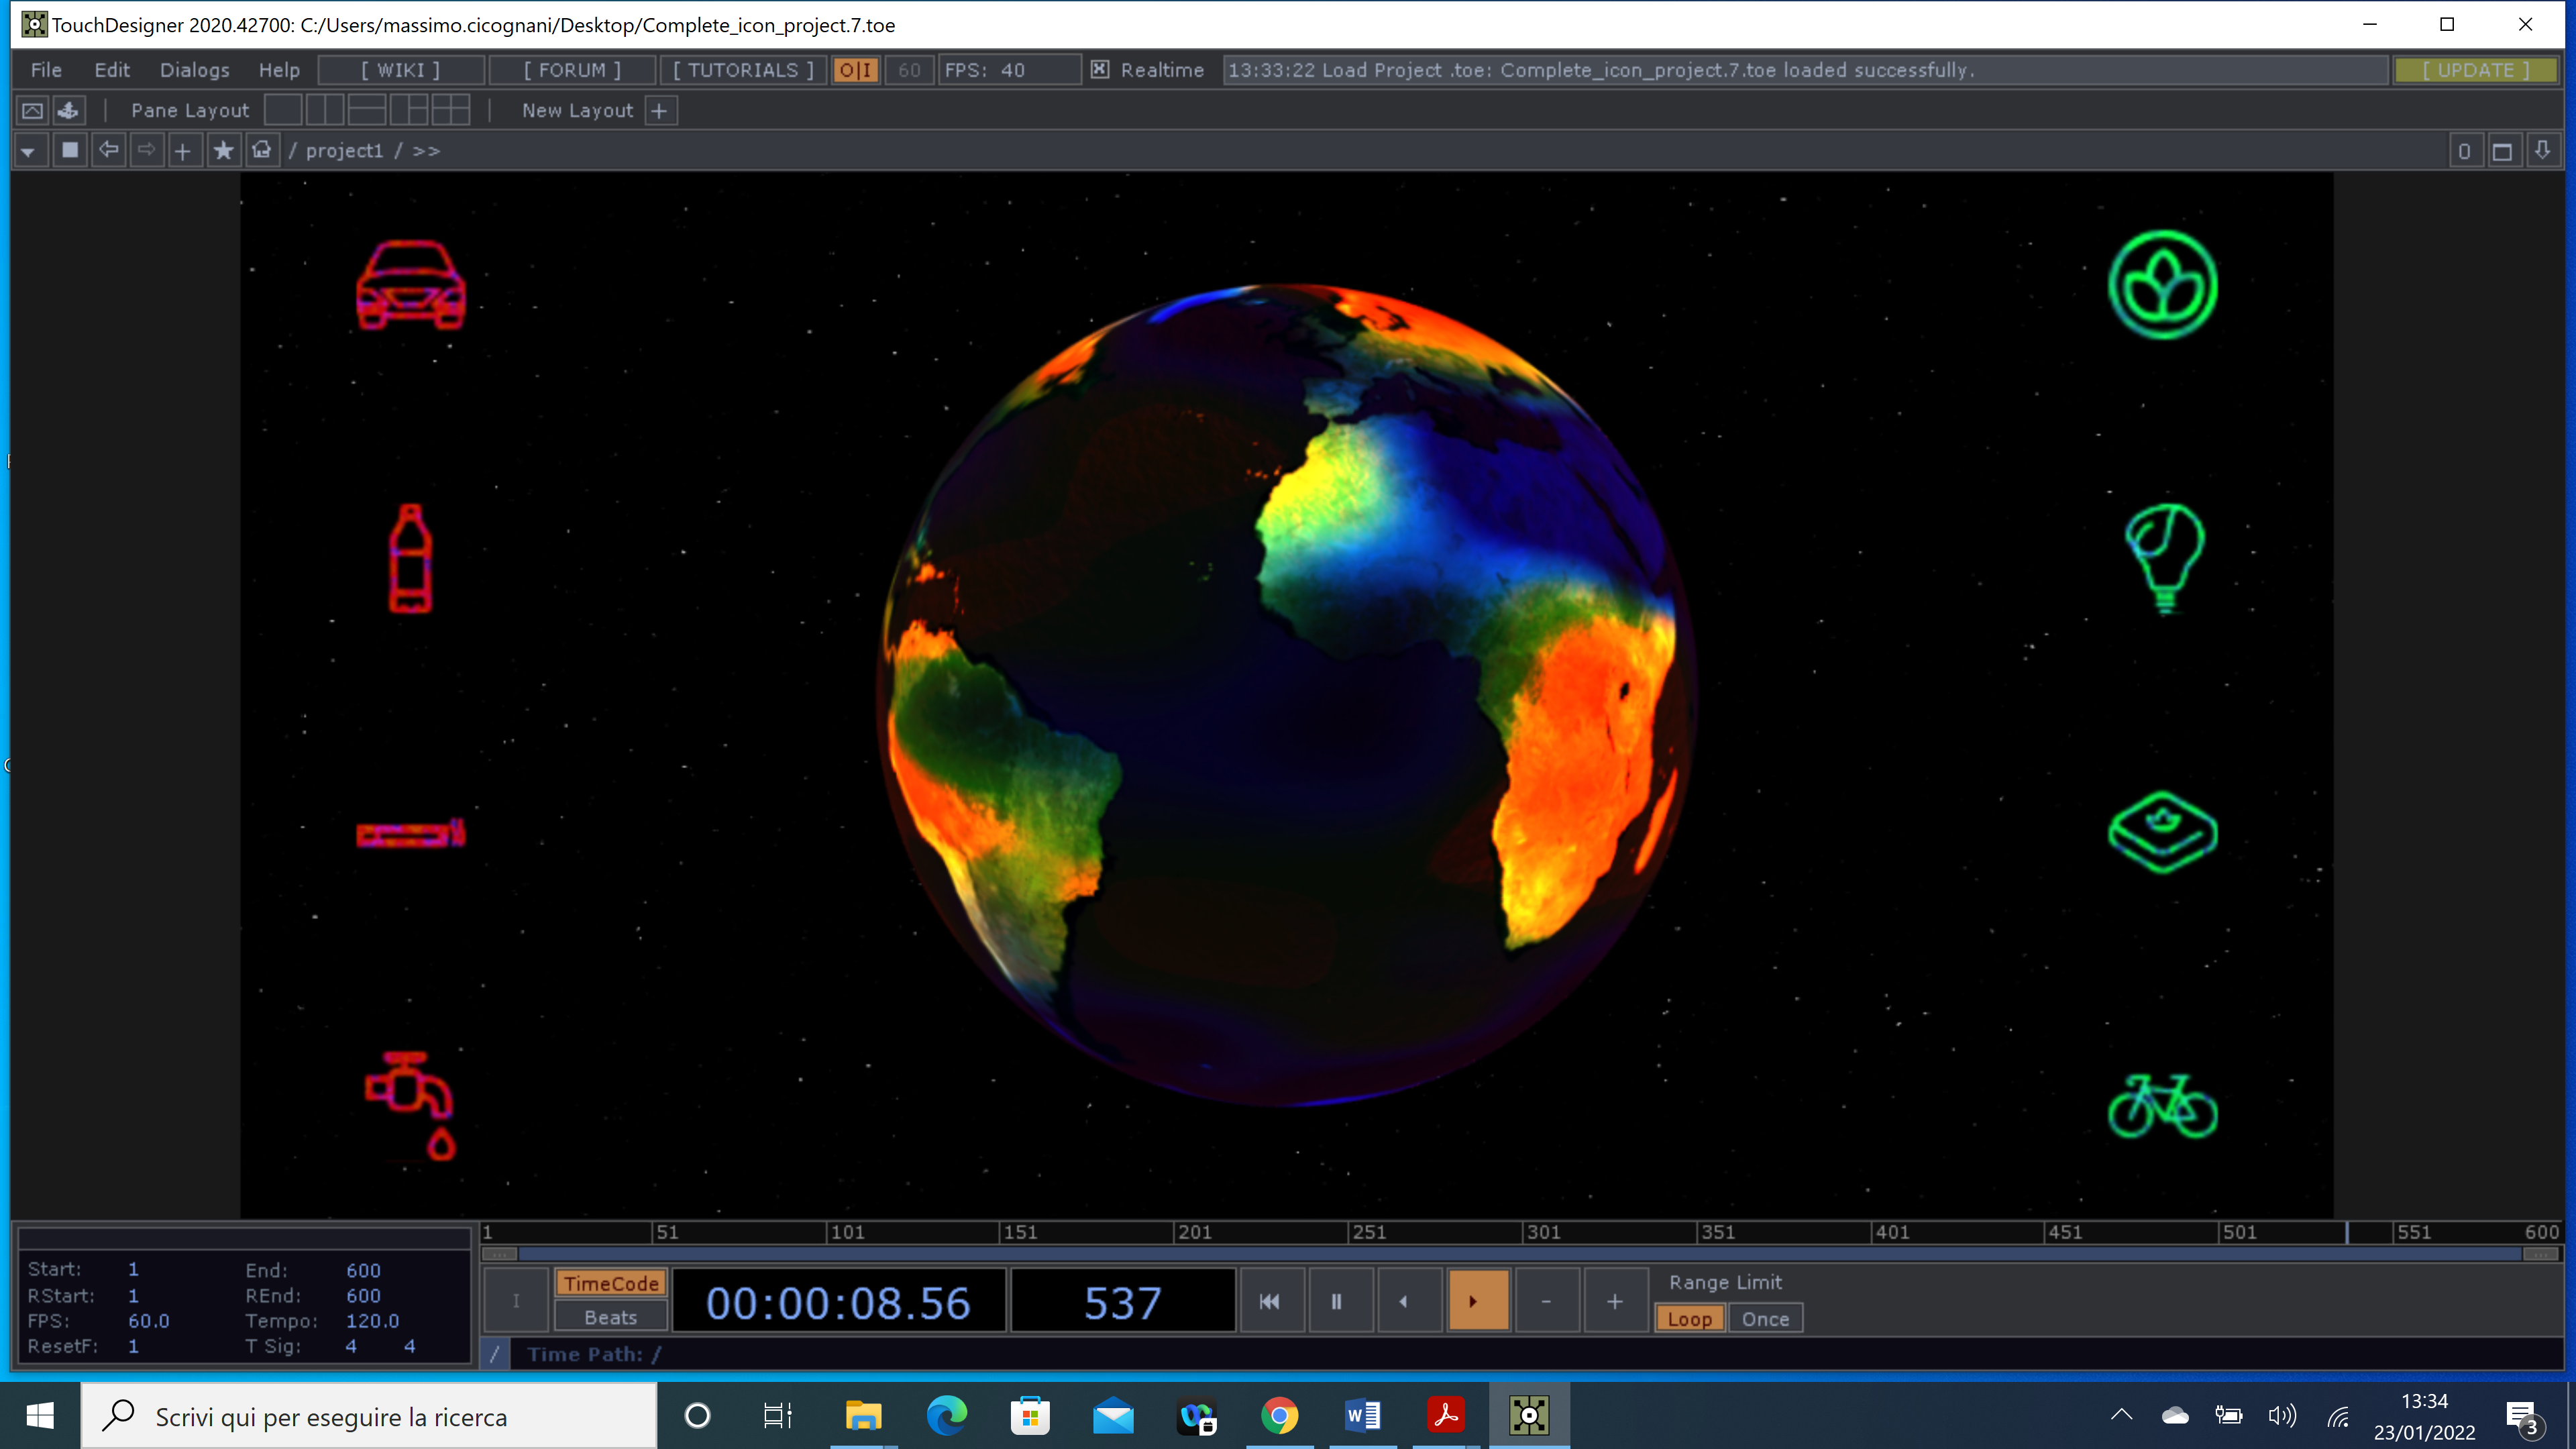 TouchDesigner 2020.42700: C:/Users/massimo.cicognani/Desktop/Complete_icon_project.7.toe
File Edit Dialogs Help [ WIKI ] [ FORUM ] [ TUTORIALS ] O|I 60 FPS: 40 Realtime 13:33:22 Load Project .toe: Complete_icon_project.7.toe loaded successfully. [ UPDATE ]
Pane Layout New Layout +
+ / project1 / >> 0
1 51 101 151 201 251 301 351 401 451 501 551 600
Start: 1 End: 600
RStart: 1 REnd: 600
FPS: 60.0 Tempo: 120.0
ResetF: 1 T Sig: 4 4
I TimeCode Beats 00:00:08.56 537 - + Range Limit Loop Once
/ Time Path: /
Scrivi qui per eseguire la ricerca
13:34
23/01/2022
3